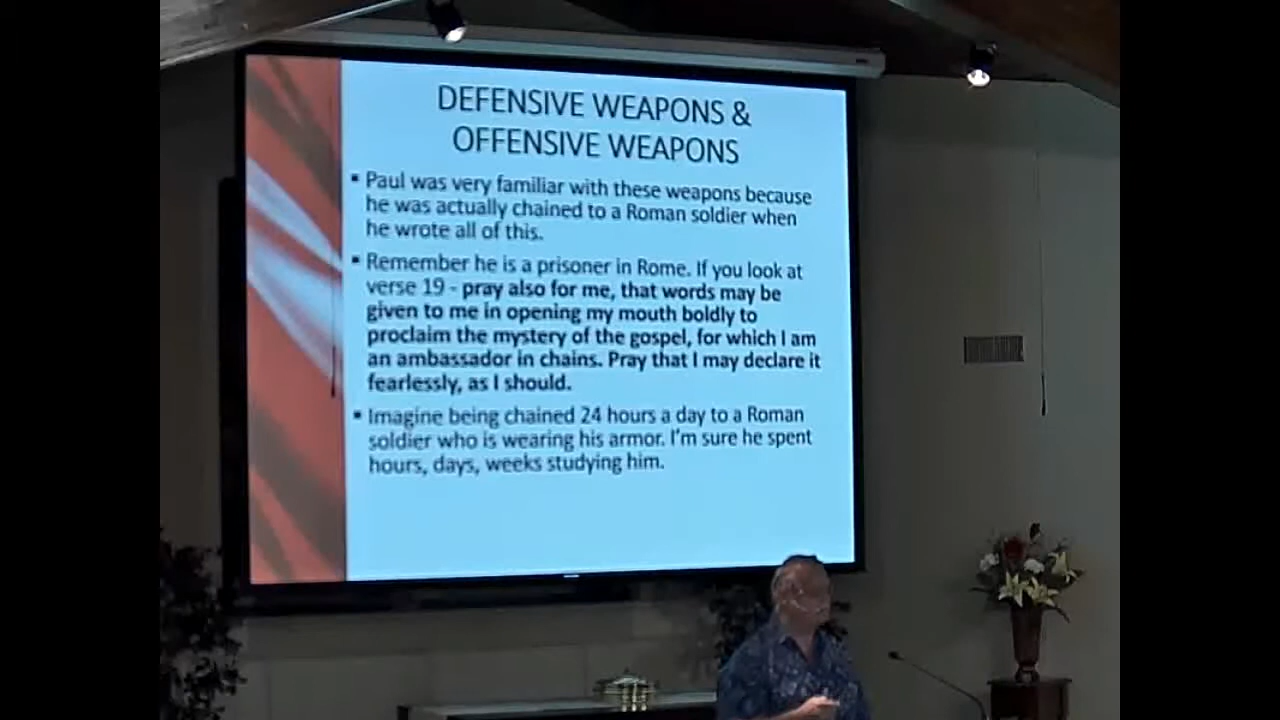 DEFENSIVE WEAPONS &
OFFENSIVE WEAPONS
▪ Paul was very familiar with these weapons because
he was actually chained to a Roman soldier when
he wrote all of this.
▪ Remember he is a prisoner in Rome. If you look at
verse 19 - pray also for me, that words may be
given to me in opening my mouth boldly to
proclaim the mystery of the gospel, for which I am
an ambassador in chains. Pray that I may declare it
fearlessly, as I should.
▪ Imagine being chained 24 hours a day to a Roman
soldier who is wearing his armor. I'm sure he spent
hours, days, weeks studying him.